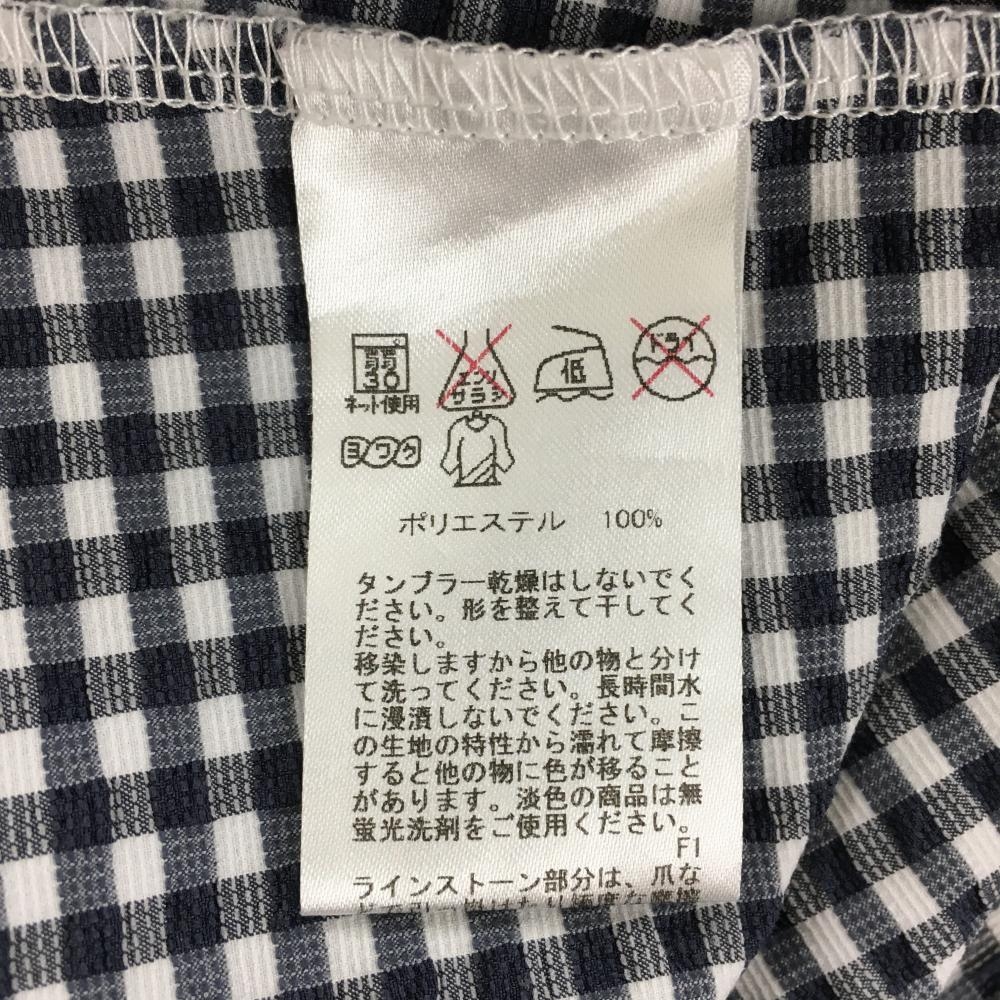 弱
30
ネット使用
エンソ
サラシ
低
ドライ
ヨワク
ポリエステル 100%
タンブラー乾燥はしないでく
ださい。形を整えて干してく
ださい。
移染しますから他の物と分け
て洗ってください。長時間水
に浸漬しないでください。こ
の生地の特性から濡れて摩擦
すると他の物に色が移ること
があります。淡色の商品は無
蛍光洗剤をご使用ください。
FI
ラインストーン部分は、爪な